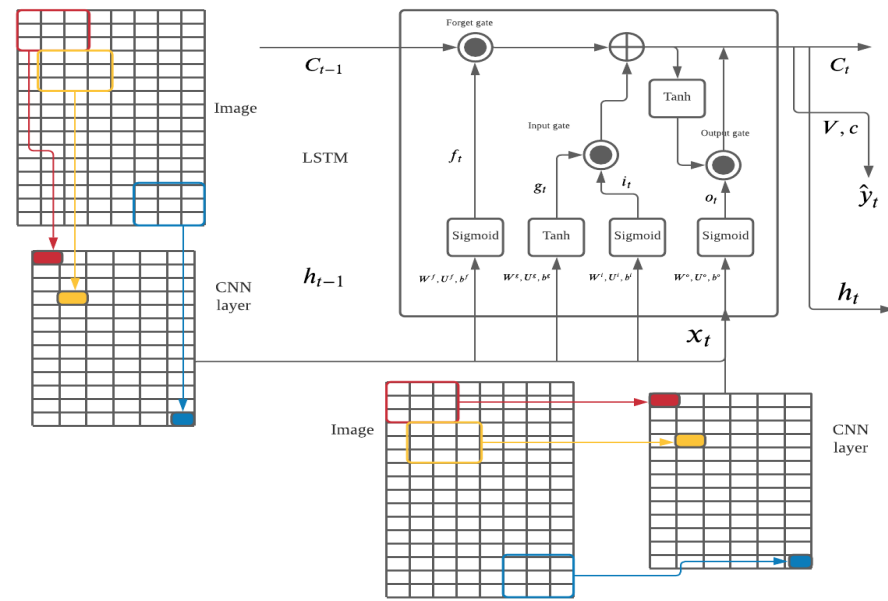 Forget gate
C_{t−1}
C_t
Image
Tanh
V, c
Input gate
Output gate
LSTM
f_t
g_t
i_t
o_t
ŷ_t
Sigmoid
Tanh
Sigmoid
Sigmoid
CNN
layer
h_{t−1}
W^f, U^f, b^f
W^g, U^g, b^g
W^i, U^i, b^i
W^o, U^o, b^o
h_t
x_t
Image
CNN
layer